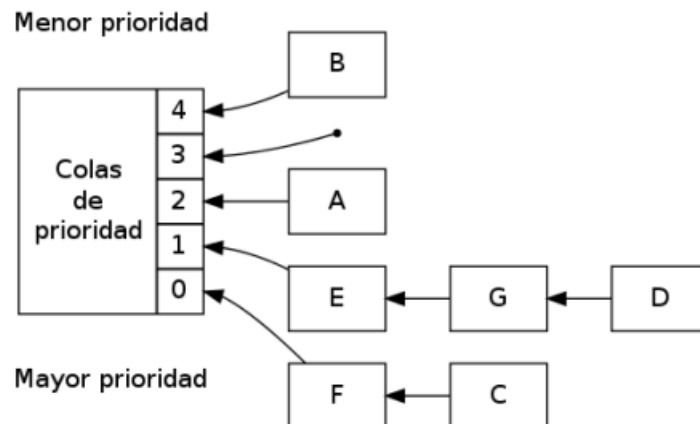 Menor prioridad
B
4
3
Colas
de
prioridad
2
A
1
E
G
D
0
Mayor prioridad
F
C